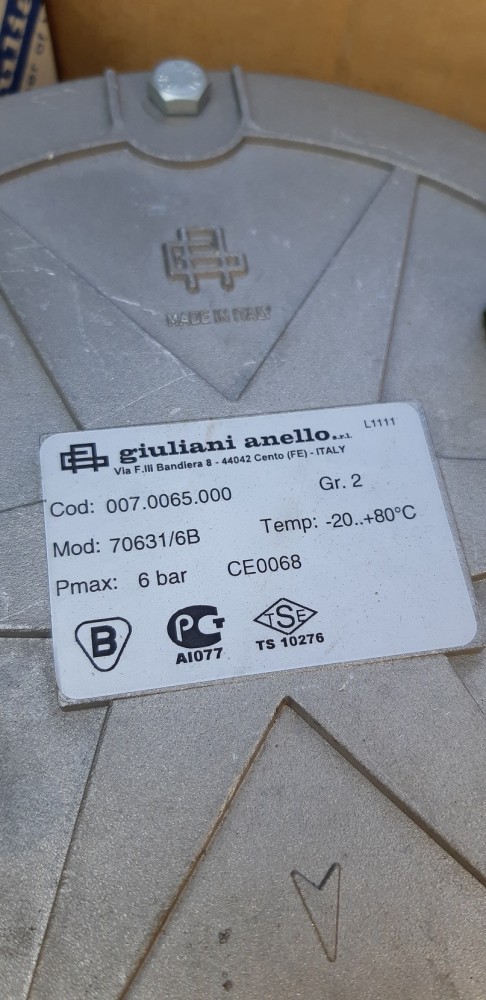 MADE IN ITALY
giuliani anello s.r.l.
L1111
Via F.lli Bandiera 8 - 44042 Cento (FE) - ITALY
Cod: 007.0065.000
Gr. 2
Mod: 70631/6B
Temp: -20..+80°C
Pmax: 6 bar
CE0068
B
PCT
AI077
TSE
TS 10276